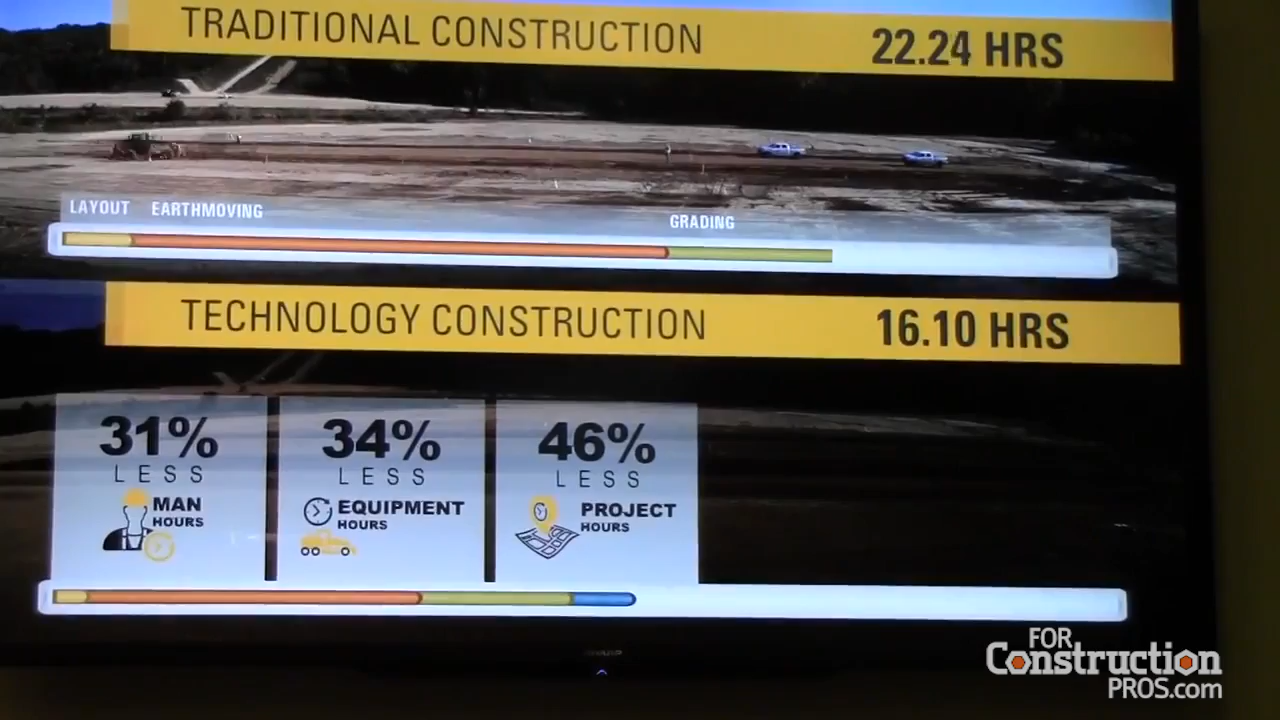 TRADITIONAL CONSTRUCTION 22.24 HRS
LAYOUT EARTHMOVING GRADING
TECHNOLOGY CONSTRUCTION 16.10 HRS
31% 34% 46%
LESS LESS LESS
MAN HOURS
EQUIPMENT HOURS
PROJECT HOURS
FOR
Construction
PROS.com